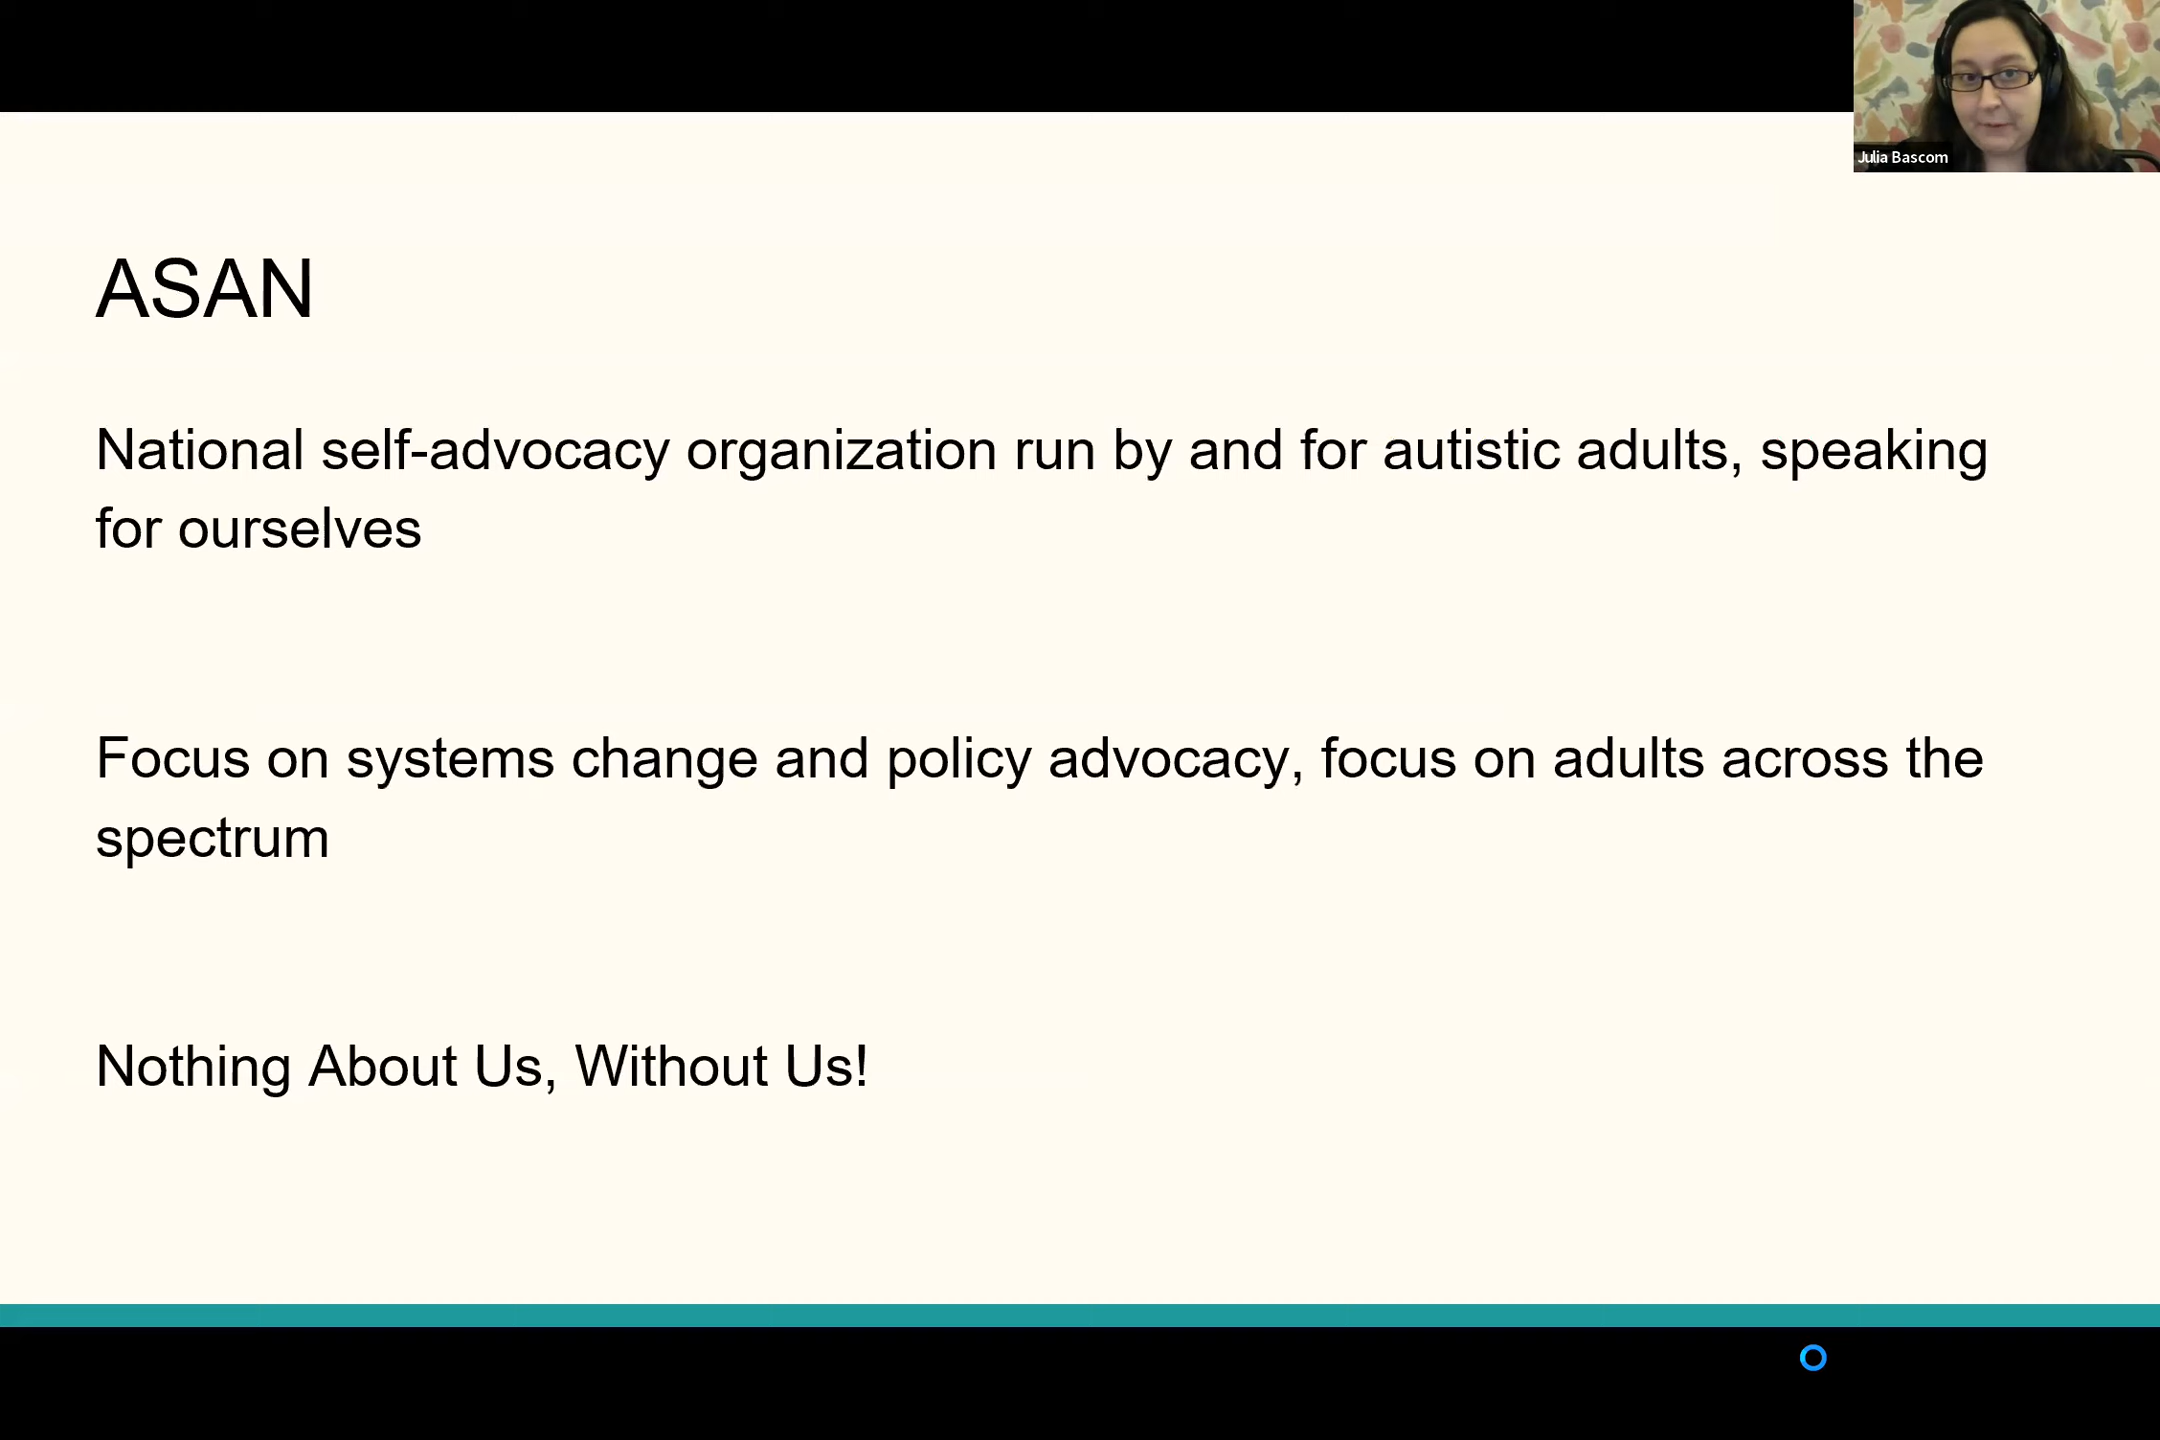 Julia Bascom
ASAN
National self-advocacy organization run by and for autistic adults, speaking
for ourselves
Focus on systems change and policy advocacy, focus on adults across the
spectrum
Nothing About Us, Without Us!